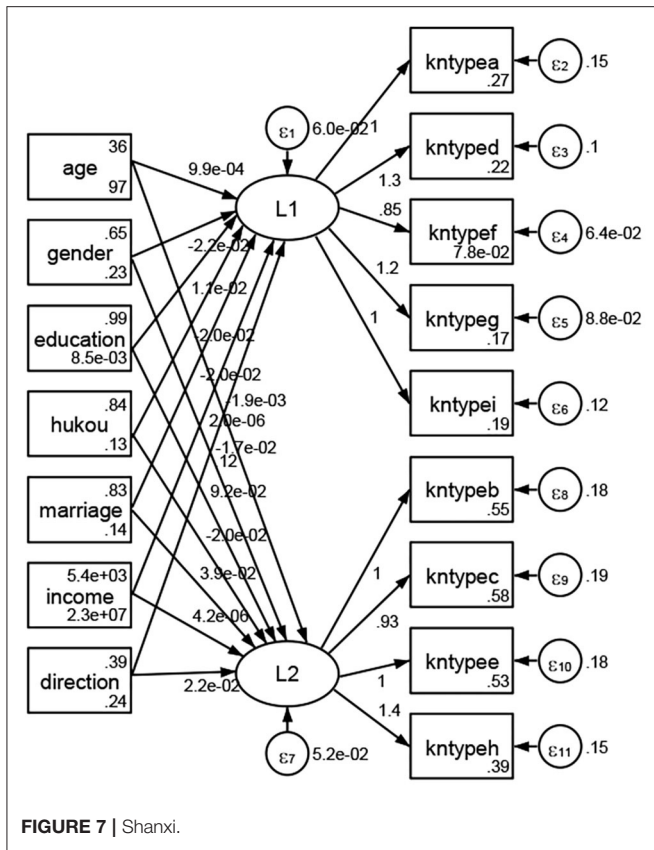 kntypea
.27
ε2
.15
ε1
6.0e-02
1
36
age
97
9.9e-04
kntyped
.22
ε3
.1
1.3
L1
.65
gender
.23
-2.2e-02
.85
kntypef
7.8e-02
ε4
6.4e-02
1.1e-02
1.2
.99
education
8.5e-03
-2.0e-02
kntypeg
.17
ε5
8.8e-02
-2.0e-02
1
.84
hukou
.13
-1.9e-03
2.0e-06
kntypei
.19
ε6
.12
-1.7e-02
.12
.83
marriage
.14
9.2e-02
kntypeb
.55
ε8
.18
-2.0e-02
5.4e+03
income
2.3e+07
3.9e-02
1
kntypec
.58
ε9
.19
4.2e-06
.93
.39
direction
.24
2.2e-02
L2
1
kntypee
.53
ε10
.18
1.4
ε7
5.2e-02
kntypeh
.39
ε11
.15
FIGURE 7 | Shanxi.